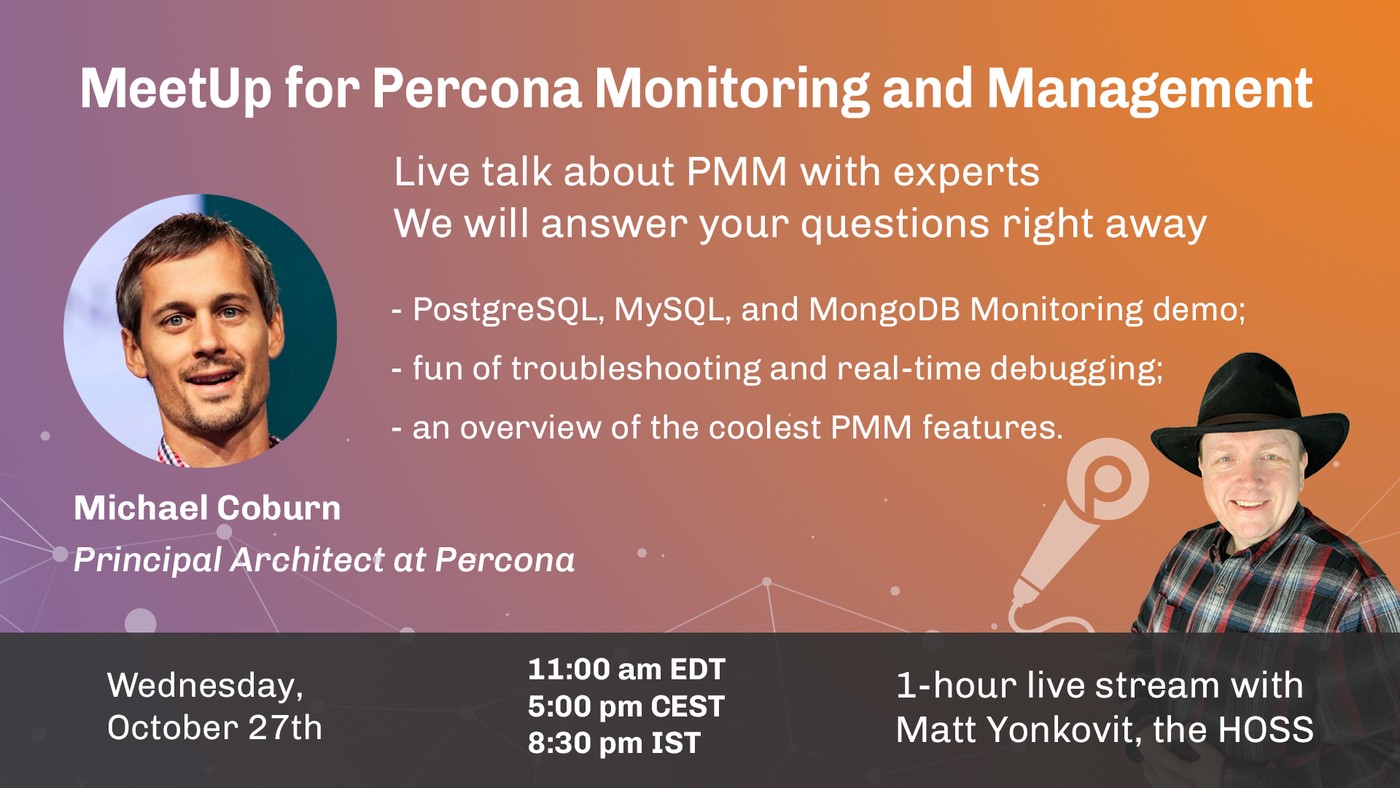 MeetUp for Percona Monitoring and Management
Live talk about PMM with experts
We will answer your questions right away
- PostgreSQL, MySQL, and MongoDB Monitoring demo;
- fun of troubleshooting and real-time debugging;
- an overview of the coolest PMM features.
Michael Coburn
Principal Architect at Percona
Wednesday,
October 27th
11:00 am EDT
5:00 pm CEST
8:30 pm IST
1-hour live stream with
Matt Yonkovit, the HOSS